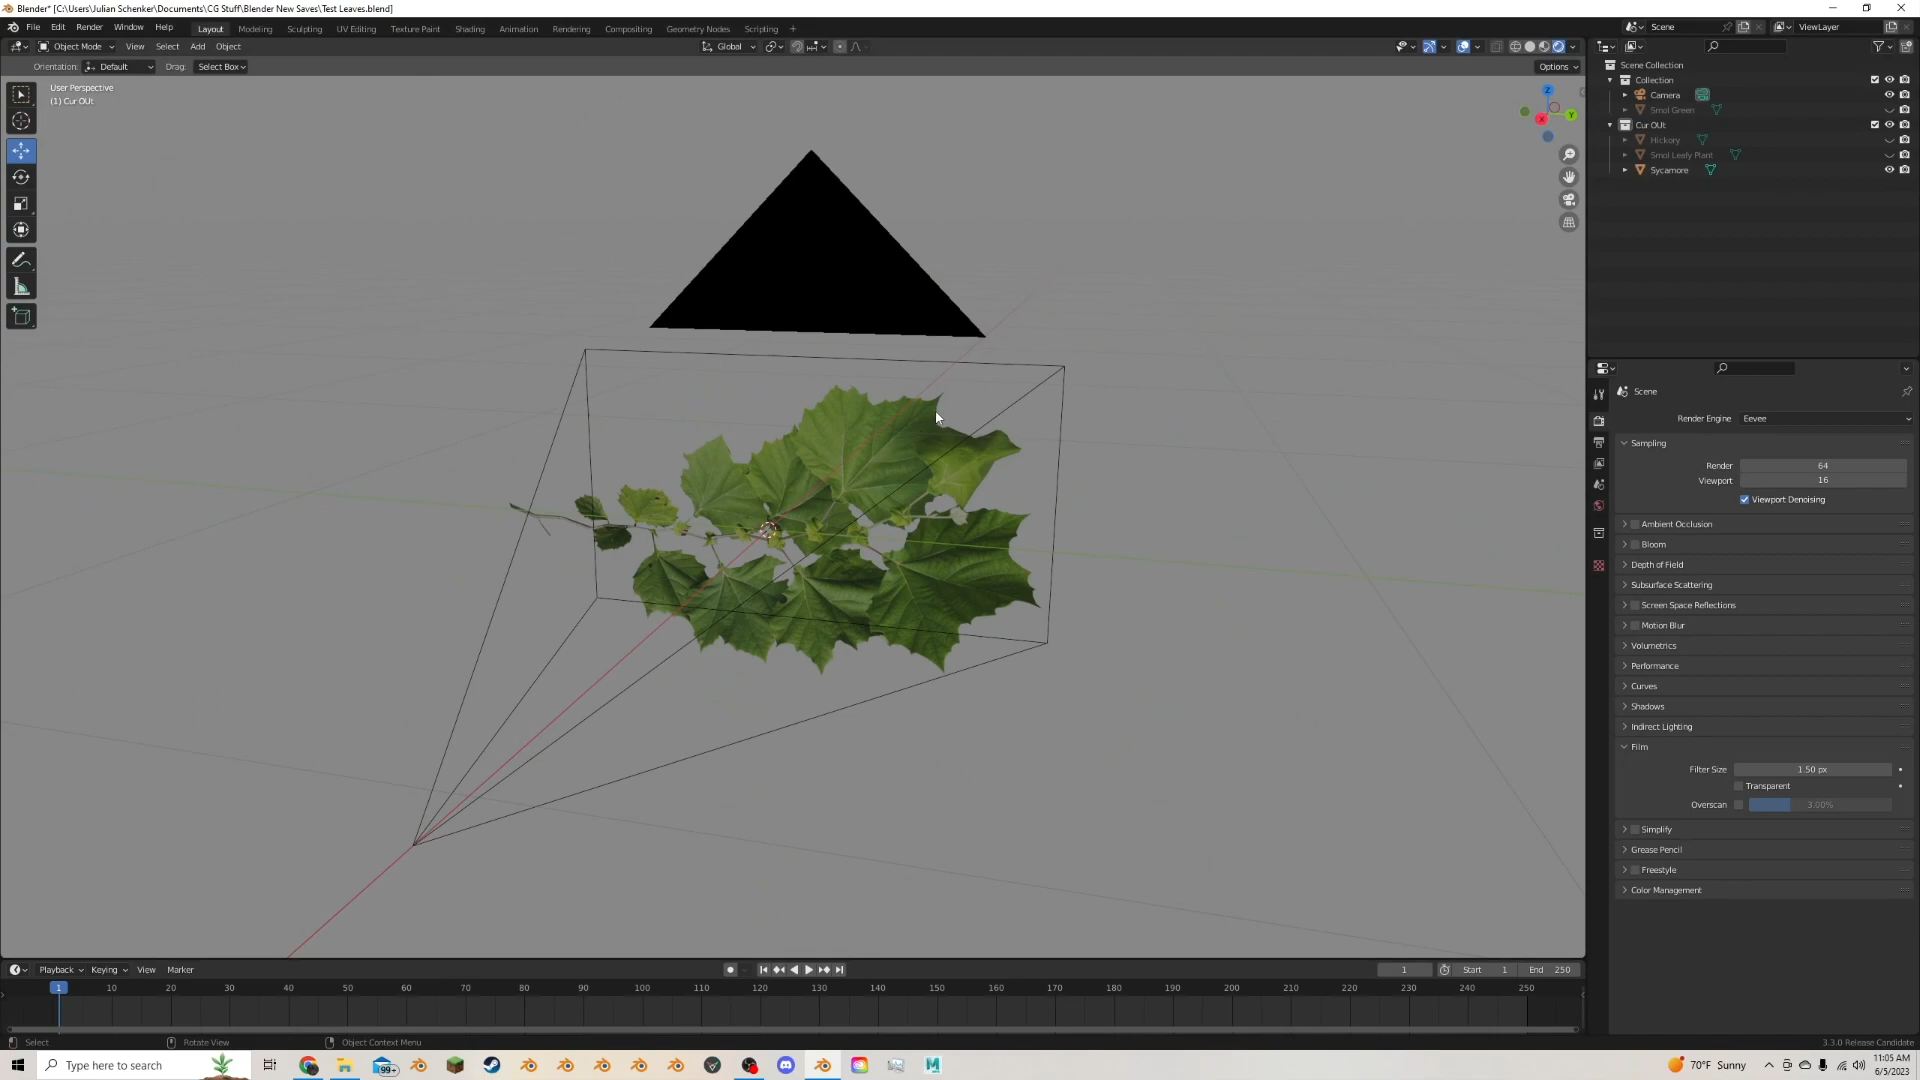 Blender* [C:\Users\Julian Schenker\Documents\CG Stuff\Blender New Saves\Test Leaves.blend]
File Edit Render Window Help Layout Modeling Sculpting UV Editing Texture Paint Shading Animation Rendering Compositing Geometry Nodes Scripting + Scene ViewLayer
Object Mode View Select Add Object Global
Orientation: Default Drag: Select Box Options
User Perspective
(1) Cur OUt
Z
Y
X
Scene Collection
Collection
Camera
Smol Green
Cur OUt
Hickory
Smol Leafy Plant
Sycamore
Scene
Render Engine Eevee
Sampling
Render 64
Viewport 16
Viewport Denoising
Ambient Occlusion
Bloom
Depth of Field
Subsurface Scattering
Screen Space Reflections
Motion Blur
Volumetrics
Performance
Curves
Shadows
Indirect Lighting
Film
Filter Size 1.50 px
Transparent
Overscan 3.00%
Simplify
Grease Pencil
Freestyle
Color Management
Playback Keying View Marker 1 Start 1 End 250
1 10 20 30 40 50 60 70 80 90 100 110 120 130 140 150 160 170 180 190 200 210 220 230 240 250
Select Rotate View Object Context Menu 3.3.0 Release Candidate
Type here to search 99+ 70°F Sunny 11:05 AM
6/5/2023